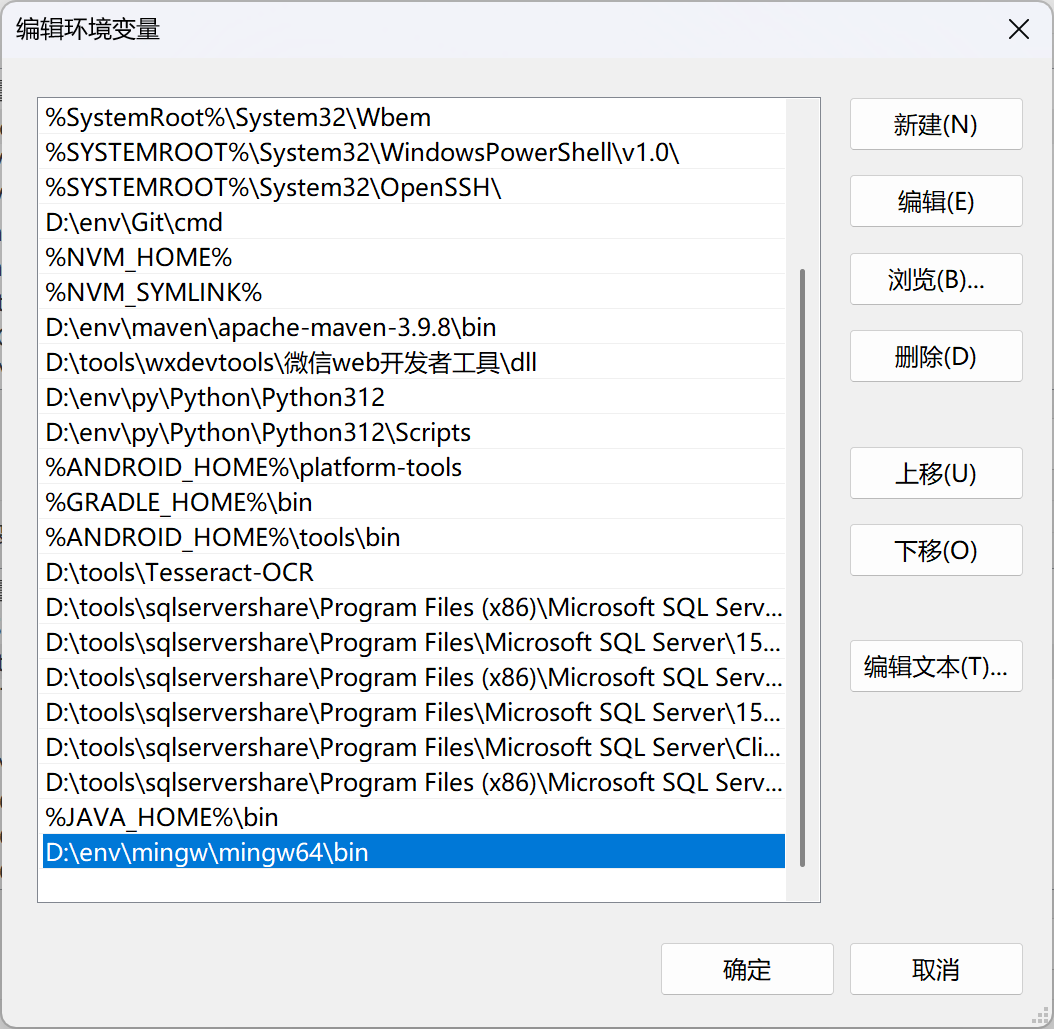 编辑环境变量
%SystemRoot%\System32\Wbem
%SYSTEMROOT%\System32\WindowsPowerShell\v1.0\
%SYSTEMROOT%\System32\OpenSSH\
D:\env\Git\cmd
%NVM_HOME%
%NVM_SYMLINK%
D:\env\maven\apache-maven-3.9.8\bin
D:\tools\wxdevtools\微信web开发者工具\dll
D:\env\py\Python\Python312
D:\env\py\Python\Python312\Scripts
%ANDROID_HOME%\platform-tools
%GRADLE_HOME%\bin
%ANDROID_HOME%\tools\bin
D:\tools\Tesseract-OCR
D:\tools\sqlservershare\Program Files (x86)\Microsoft SQL Serv...
D:\tools\sqlservershare\Program Files\Microsoft SQL Server\15...
D:\tools\sqlservershare\Program Files (x86)\Microsoft SQL Serv...
D:\tools\sqlservershare\Program Files\Microsoft SQL Server\15...
D:\tools\sqlservershare\Program Files\Microsoft SQL Server\Cli...
D:\tools\sqlservershare\Program Files (x86)\Microsoft SQL Serv...
%JAVA_HOME%\bin
D:\env\mingw\mingw64\bin
新建(N)
编辑(E)
浏览(B)...
删除(D)
上移(U)
下移(O)
编辑文本(T)...
确定
取消